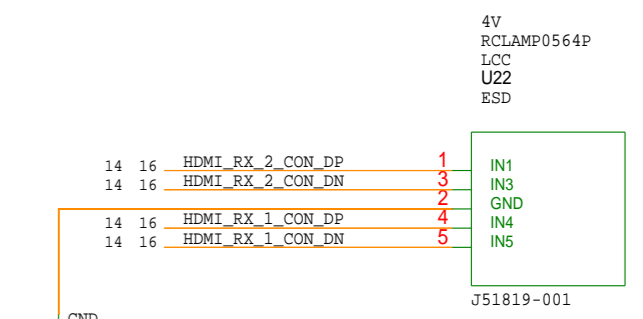 4V
RCLAMP0564P
LCC
U22
ESD
14 16 HDMI_RX_2_CON_DP 1 IN1
14 16 HDMI_RX_2_CON_DN 3 IN3
2 GND
14 16 HDMI_RX_1_CON_DP 4 IN4
14 16 HDMI_RX_1_CON_DN 5 IN5
J51819-001
GND